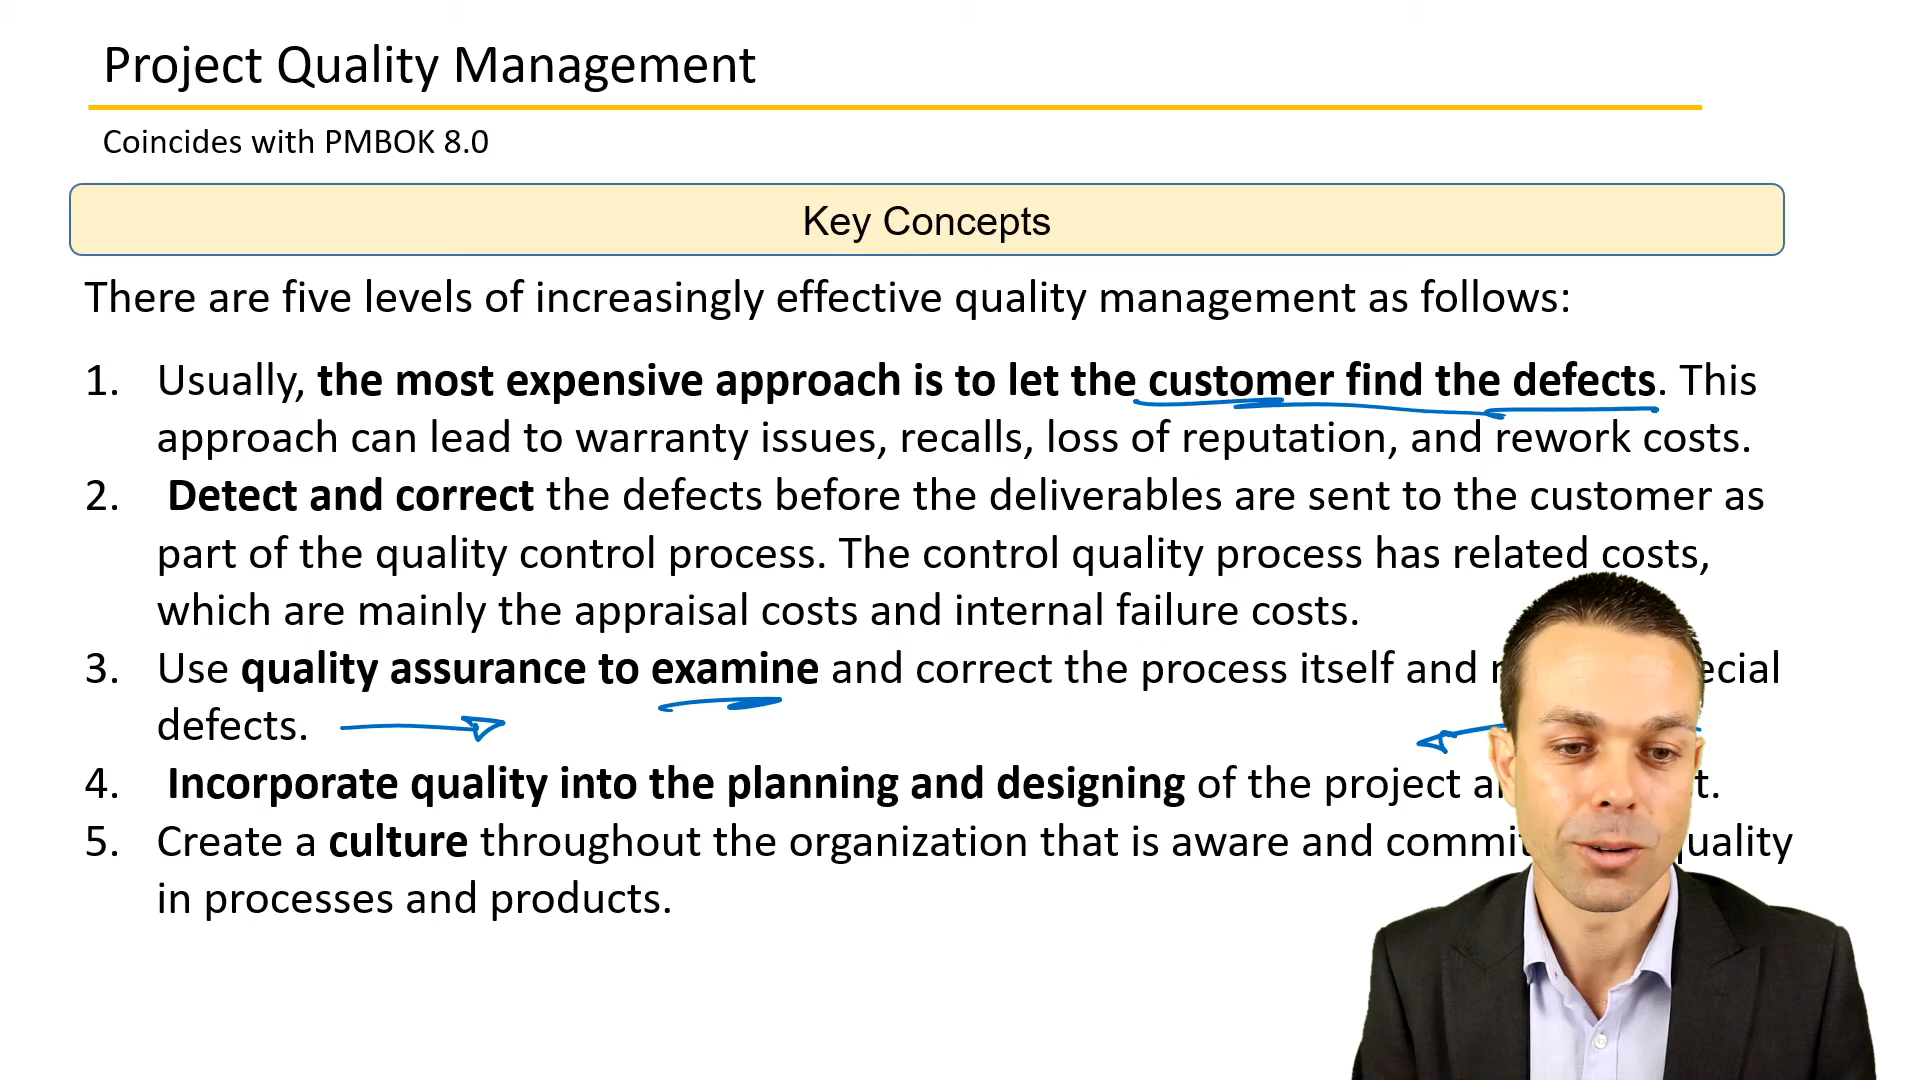 Project Quality Management
Coincides with PMBOK 8.0
Key Concepts
There are five levels of increasingly effective quality management as follows:
1. Usually, the most expensive approach is to let the customer find the defects. This
approach can lead to warranty issues, recalls, loss of reputation, and rework costs.
2. Detect and correct the defects before the deliverables are sent to the customer as
part of the quality control process. The control quality process has related costs,
which are mainly the appraisal costs and internal failure costs.
3. Use quality assurance to examine and correct the process itself and
defects.
4. Incorporate quality into the planning and designing of the project
5. Create a culture throughout the organization that is aware and quality
in processes and products.